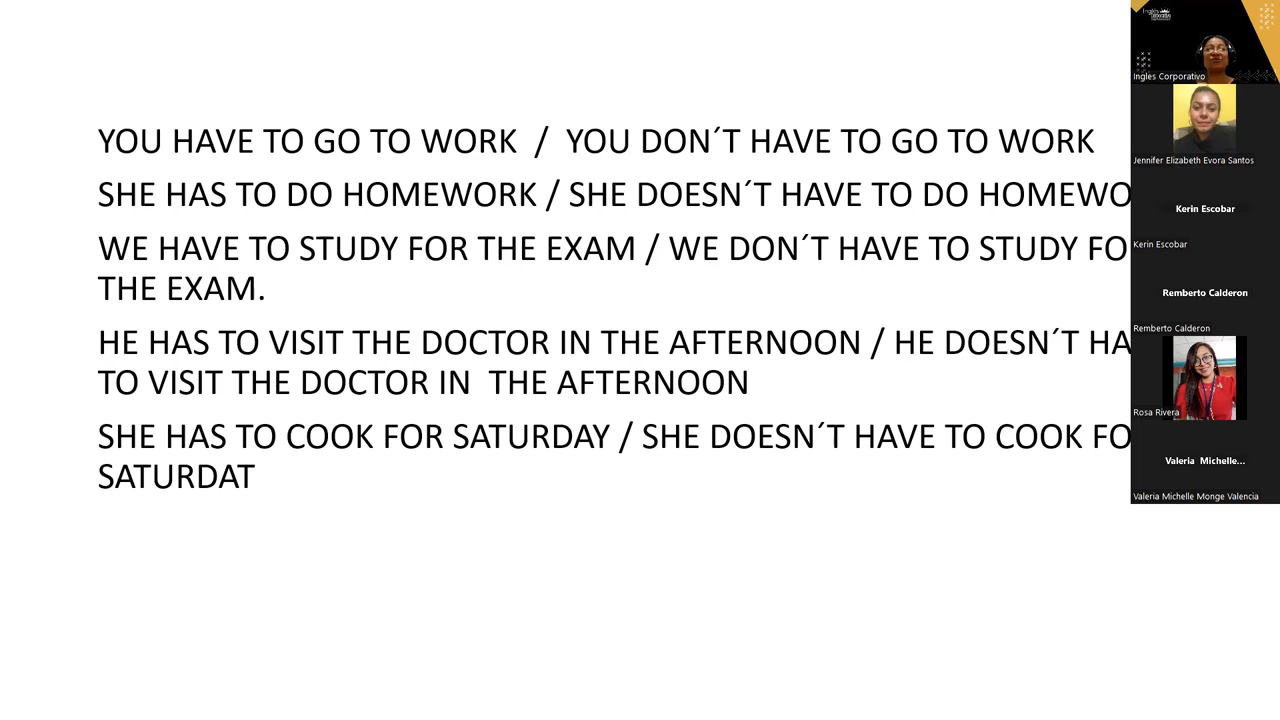 YOU HAVE TO GO TO WORK / YOU DON´T HAVE TO GO TO WORK
SHE HAS TO DO HOMEWORK / SHE DOESN´T HAVE TO DO HOMEWO
WE HAVE TO STUDY FOR THE EXAM / WE DON´T HAVE TO STUDY FO
THE EXAM.
HE HAS TO VISIT THE DOCTOR IN THE AFTERNOON / HE DOESN´T HA
TO VISIT THE DOCTOR IN THE AFTERNOON
SHE HAS TO COOK FOR SATURDAY / SHE DOESN´T HAVE TO COOK FO
SATURDAT
Inglés
Corporativo
Ingles Corporativo
Jennifer Elizabeth Evora Santos
Kerin Escobar
Kerin Escobar
Remberto Calderon
Remberto Calderon
Rosa Rivera
Valeria Michelle...
Valeria Michelle Monge Valencia